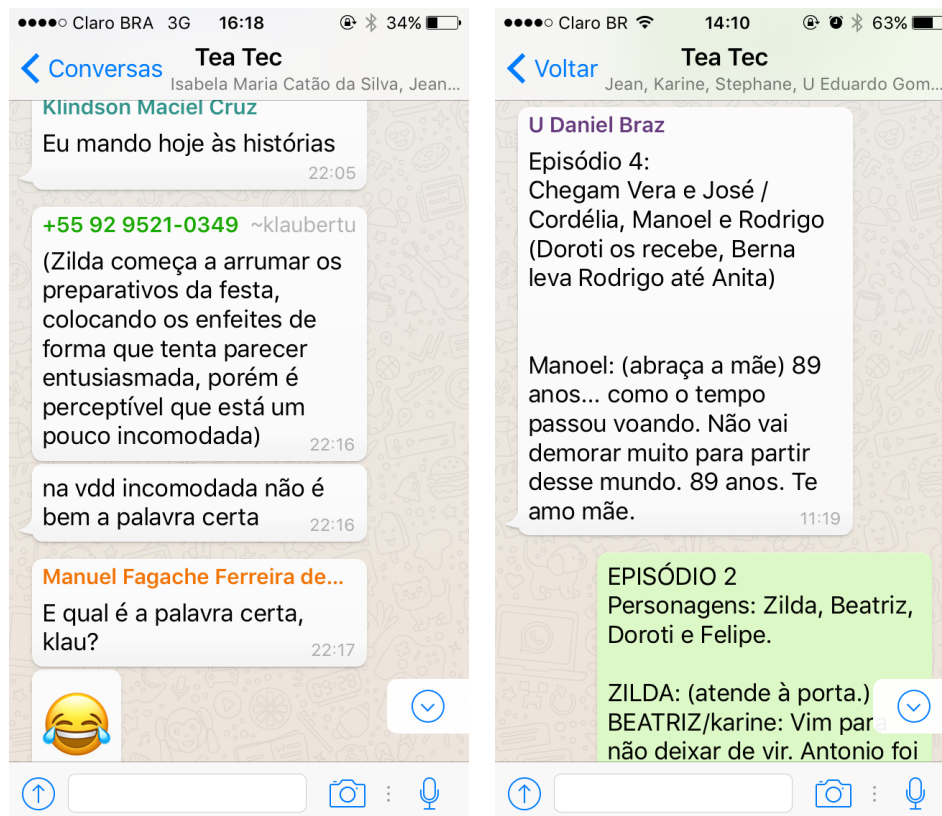 Claro BRA 3G 16:18 34%
Conversas
Tea Tec
Isabela Maria Catão da Silva, Jean...
Klindson Maciel Cruz
Eu mando hoje às histórias
22:05
+55 92 9521-0349 ~klaubertu
(Zilda começa a arrumar os
preparativos da festa,
colocando os enfeites de
forma que tenta parecer
entusiasmada, porém é
perceptível que está um
pouco incomodada)
22:16
na vdd incomodada não é
bem a palavra certa
22:16
Manuel Fagache Ferreira de...
E qual é a palavra certa,
klau?
22:17
Claro BR 14:10 63%
Voltar
Tea Tec
Jean, Karine, Stephane, U Eduardo Gom...
U Daniel Braz
Episódio 4:
Chegam Vera e José /
Cordélia, Manoel e Rodrigo
(Doroti os recebe, Berna
leva Rodrigo até Anita)
Manoel: (abraça a mãe) 89
anos... como o tempo
passou voando. Não vai
demorar muito para partir
desse mundo. 89 anos. Te
amo mãe.
11:19
EPISÓDIO 2
Personagens: Zilda, Beatriz,
Doroti e Felipe.
ZILDA: (atende à porta.)
BEATRIZ/karine: Vim para
não deixar de vir. Antonio foi